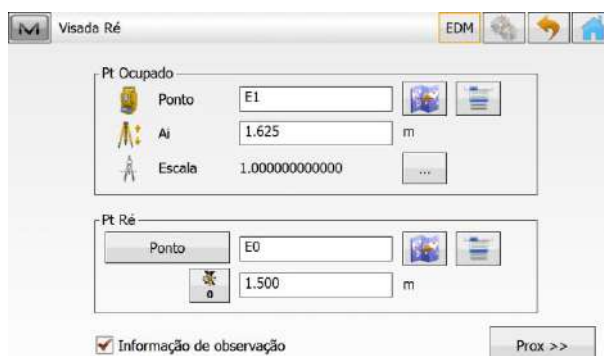 Visada Ré EDM
Pt Ocupado
Ponto E1
Ai 1.625 m
Escala 1.000000000000 ...
Pt Ré
Ponto E0
0 1.500 m
Informação de observação Prox >>